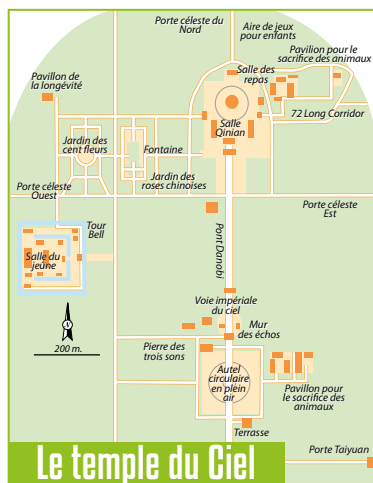 Porte céleste du
Nord
Aire de jeux
pour enfants
Pavilion pour le
sacrifice des animaux
Pavillon de
la longévité
Salle des
repas
72 Long Corridor
Salle
Qinian
Jardin des
cent fleurs
Fontaine
Jardin des
roses chinoises
Porte céleste
Ouest
Porte céleste
Est
Tour
Bell
Pont Danobi
Salle du
jeûne
N
200 m.
Voie impériale
du ciel
Mur
des échos
Pierre des
trois sons
Autel
circulaire
en plein
air
Pavillon pour
le sacrifice des
animaux
Terrasse
Porte Taiyuan
Le temple du Ciel